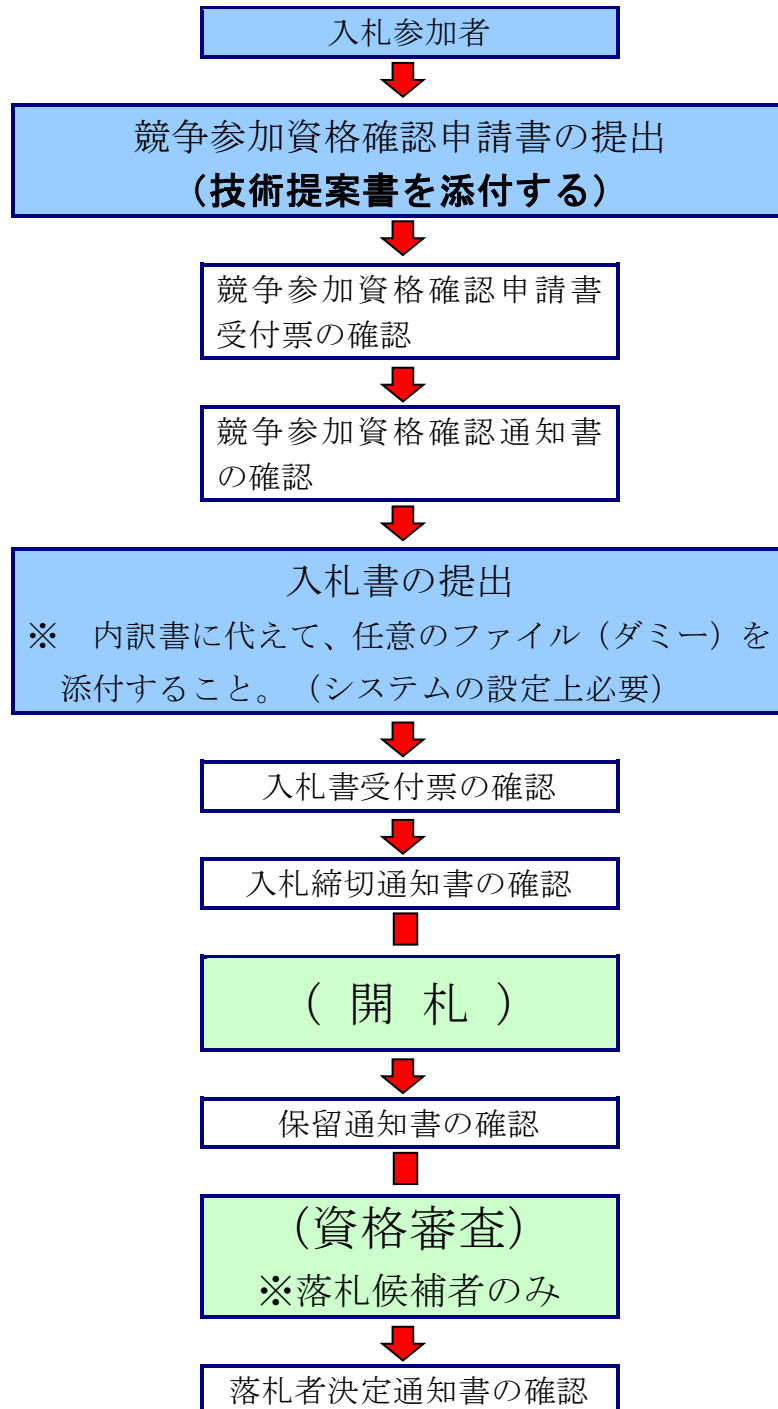 入札参加者
競争参加資格確認申請書の提出
（技術提案書を添付する）
競争参加資格確認申請書
受付票の確認
競争参加資格確認通知書
の確認
入札書の提出
※　内訳書に代えて、任意のファイル（ダミー）を
添付すること。（システムの設定上必要）
入札書受付票の確認
入札締切通知書の確認
（ 開 札 ）
保留通知書の確認
（資格審査）
※落札候補者のみ
落札者決定通知書の確認